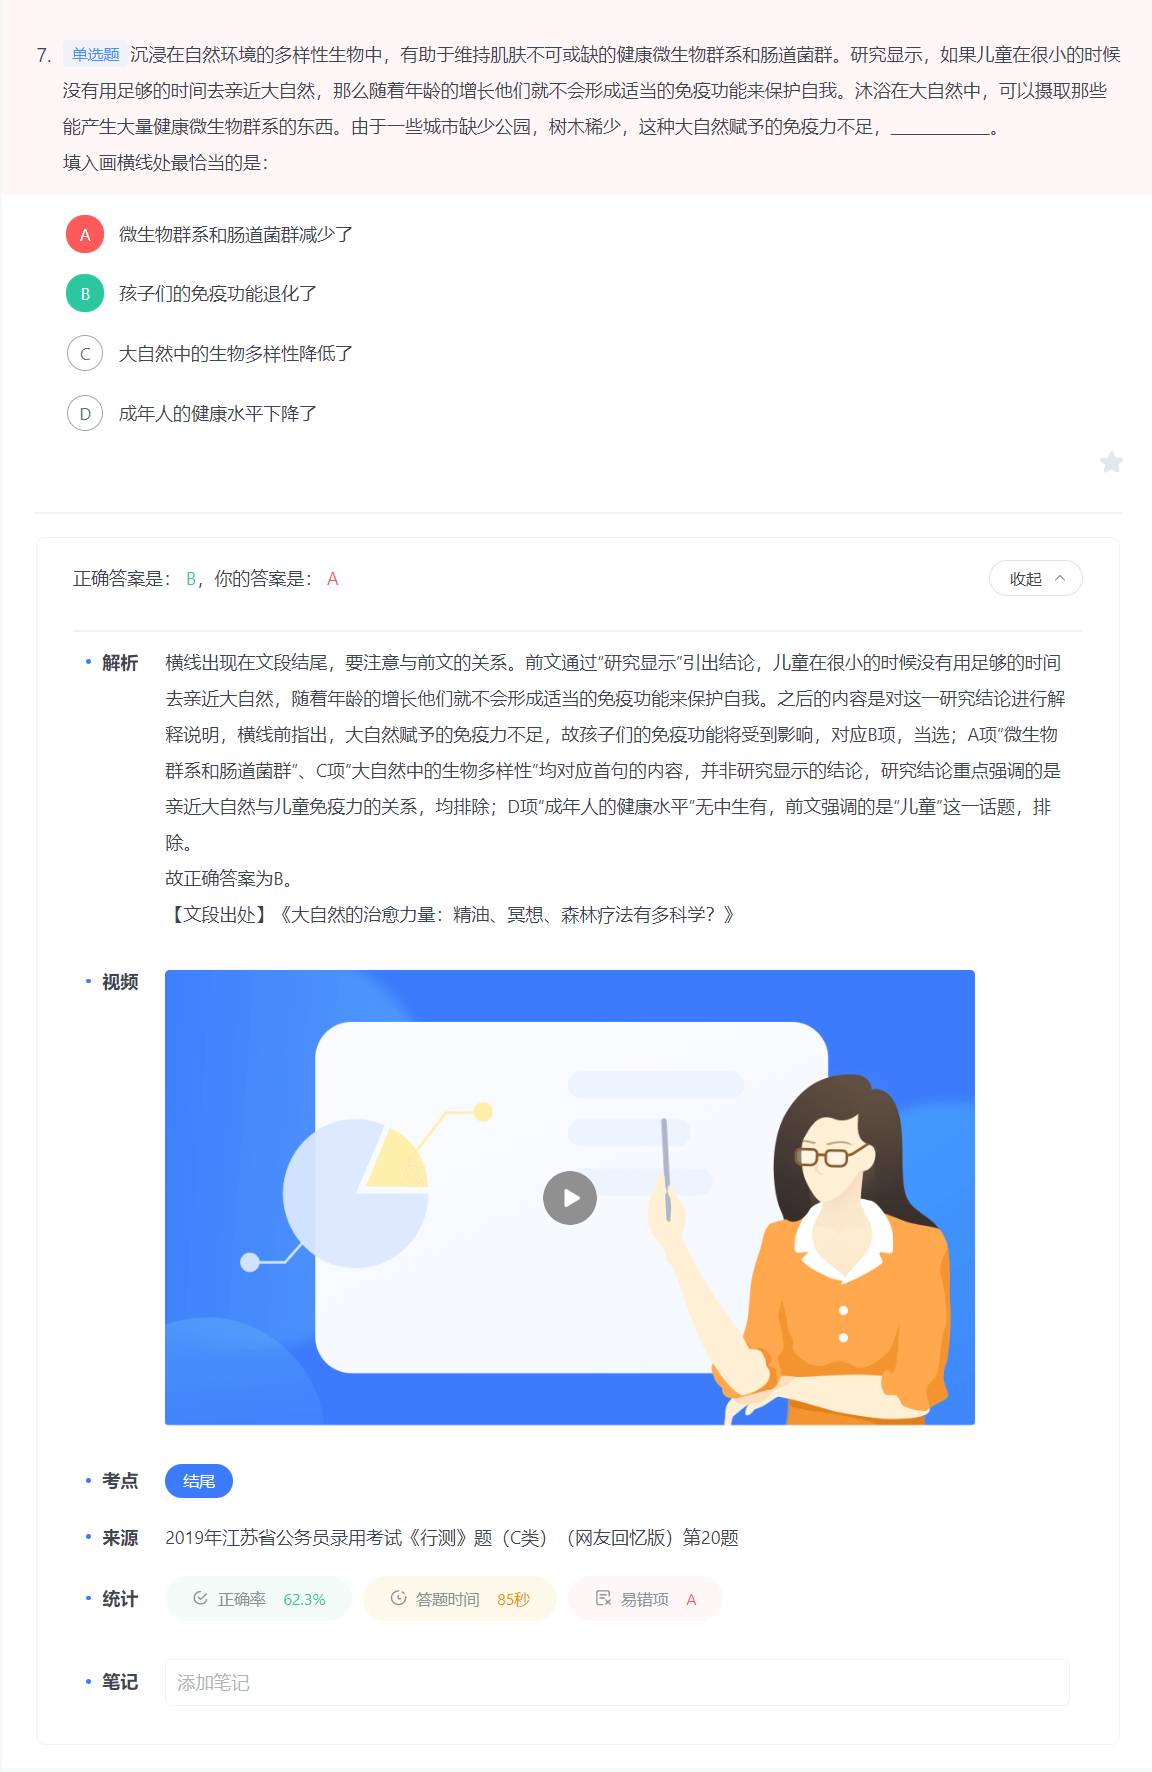 7. 单选题 沉浸在自然环境的多样性生物中，有助于维持肌肤不可或缺的健康微生物群系和肠道菌群。研究显示，如果儿童在很小的时候
没有用足够的时间去亲近大自然，那么随着年龄的增长他们就不会形成适当的免疫功能来保护自我。沐浴在大自然中，可以摄取那些
能产生大量健康微生物群系的东西。由于一些城市缺少公园，树木稀少，这种大自然赋予的免疫力不足，___________。
填入画横线处最恰当的是：
A 微生物群系和肠道菌群减少了
B 孩子们的免疫功能退化了
C 大自然中的生物多样性降低了
D 成年人的健康水平下降了
正确答案是： B，你的答案是： A
收起
解析 横线出现在文段结尾，要注意与前文的关系。前文通过“研究显示”引出结论，儿童在很小的时候没有用足够的时间
去亲近大自然，随着年龄的增长他们就不会形成适当的免疫功能来保护自我。之后的内容是对这一研究结论进行解
释说明，横线前指出，大自然赋予的免疫力不足，故孩子们的免疫功能将受到影响，对应B项，当选；A项“微生物
群系和肠道菌群”、C项“大自然中的生物多样性”均对应首句的内容，并非研究显示的结论，研究结论重点强调的是
亲近大自然与儿童免疫力的关系，均排除；D项“成年人的健康水平”无中生有，前文强调的是“儿童”这一话题，排
除。
故正确答案为B。
【文段出处】《大自然的治愈力量：精油、冥想、森林疗法有多科学？》
视频
考点 结尾
来源 2019年江苏省公务员录用考试《行测》题（C类）（网友回忆版）第20题
统计 正确率 62.3% 答题时间 85秒 易错项 A
笔记 添加笔记